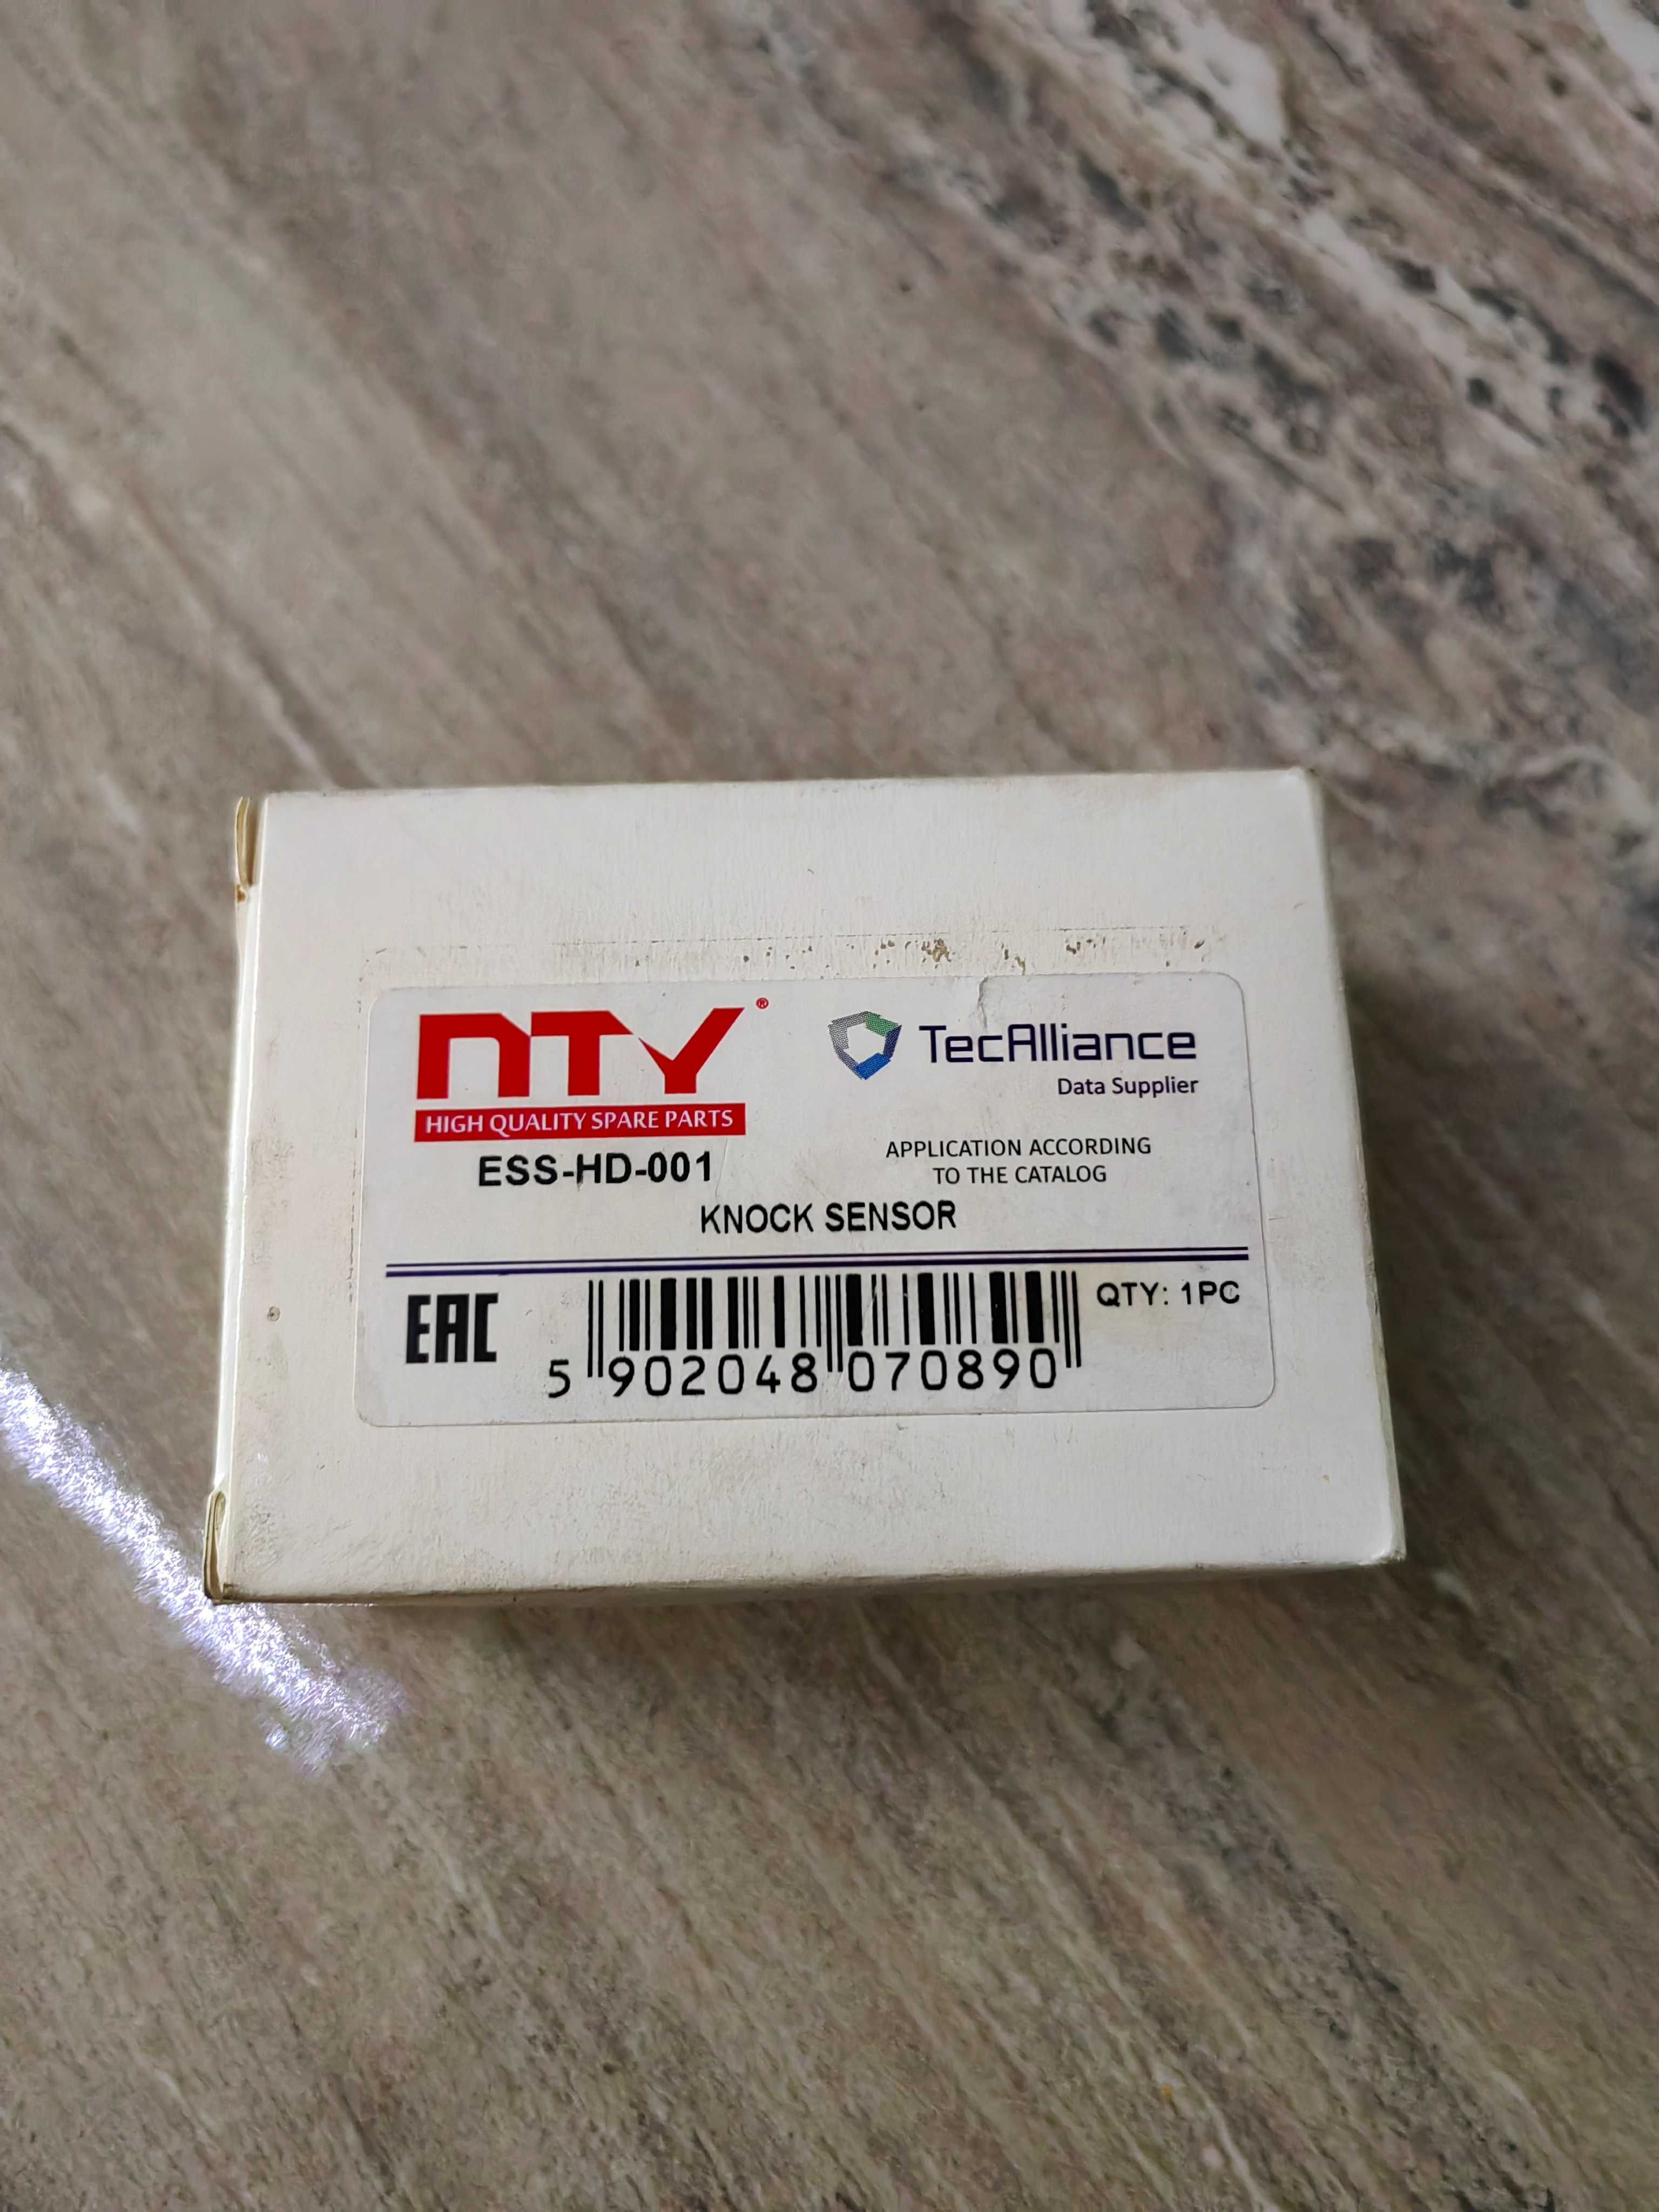 NTY®
HIGH QUALITY SPARE PARTS
TecAlliance
Data Supplier
ESS-HD-001
APPLICATION ACCORDING
TO THE CATALOG
KNOCK SENSOR
EAC
QTY: 1PC
5 902048 070890